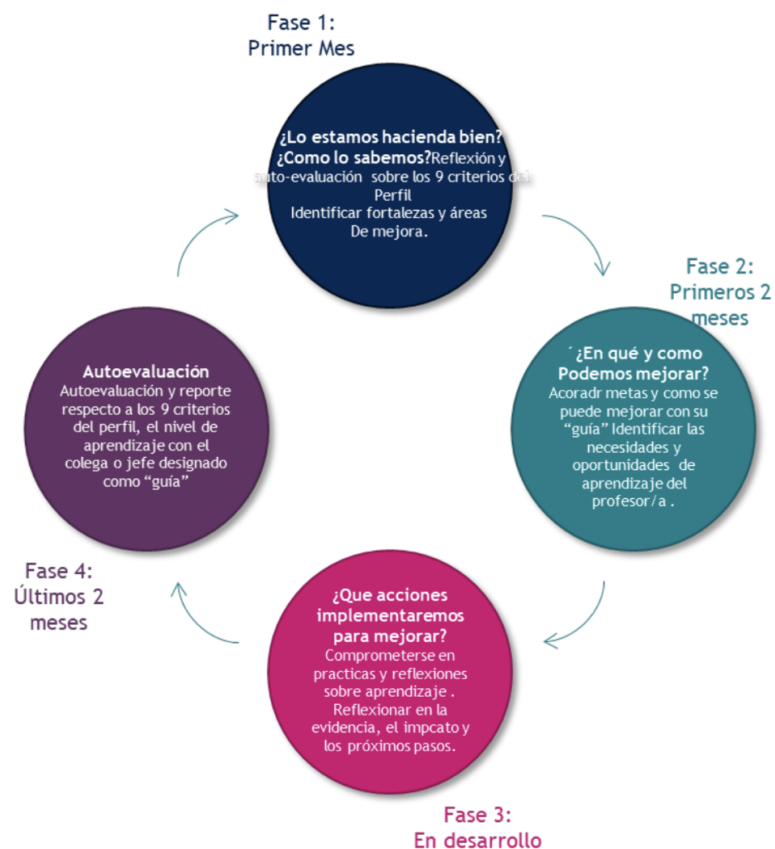 Fase 1:
Primer Mes
¿Lo estamos hacienda bien?
¿Como lo sabemos?Reflexión y
auto-evaluación sobre los 9 criterios del
Perfil
Identificar fortalezas y áreas
De mejora.
Fase 2:
Primeros 2
meses
´ ¿En qué y como
Podemos mejorar?
Acoradr metas y como se
puede mejorar con su
“guía” Identificar las
necesidades y
oportunidades de
aprendizaje del
profesor/a .
¿Que acciones
implementaremos
para mejorar?
Comprometerse en
practicas y reflexiones
sobre aprendizaje .
Reflexionar en la
evidencia, el impcato y
los próximos pasos.
Fase 3:
En desarrollo
Autoevaluación
Autoevaluación y reporte
respecto a los 9 criterios
del perfil, el nivel de
aprendizaje con el
colega o jefe designado
como “guía”
Fase 4:
Últimos 2
meses